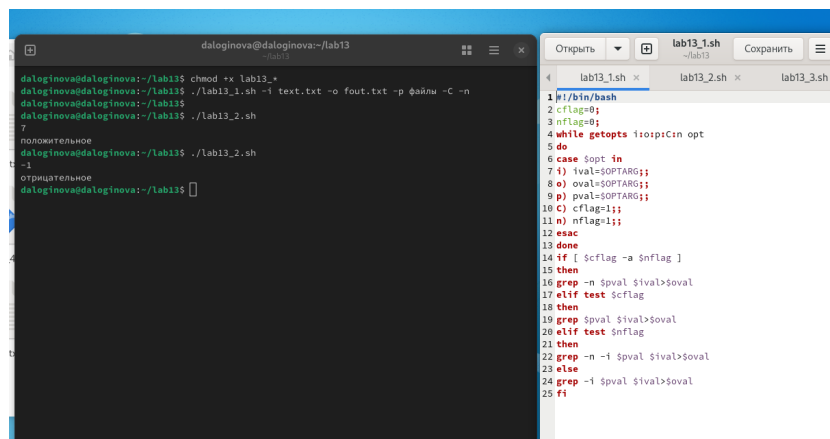 daloginova@daloginova:~/lab13
~/lab13
daloginova@daloginova:~/lab13$ chmod +x lab13_*
daloginova@daloginova:~/lab13$ ./lab13_1.sh -i text.txt -o fout.txt -p файлы -C -n
daloginova@daloginova:~/lab13$
daloginova@daloginova:~/lab13$ ./lab13_2.sh
7
положительное
daloginova@daloginova:~/lab13$ ./lab13_2.sh
-1
отрицательное
daloginova@daloginova:~/lab13$
Открыть
lab13_1.sh
~/lab13
Сохранить
lab13_1.sh × lab13_2.sh × lab13_3.sh
1 #!/bin/bash
2 cflag=0;
3 nflag=0;
4 while getopts i:o:p:C:n opt
5 do
6 case $opt in
7 i) ival=$OPTARG;;
8 o) oval=$OPTARG;;
9 p) pval=$OPTARG;;
10 C) cflag=1;;
11 n) nflag=1;;
12 esac
13 done
14 if [ $cflag -a $nflag ]
15 then
16 grep -n $pval $ival>$oval
17 elif test $cflag
18 then
19 grep $pval $ival>$oval
20 elif test $nflag
21 then
22 grep -n -i $pval $ival>$oval
23 else
24 grep -i $pval $ival>$oval
25 fi